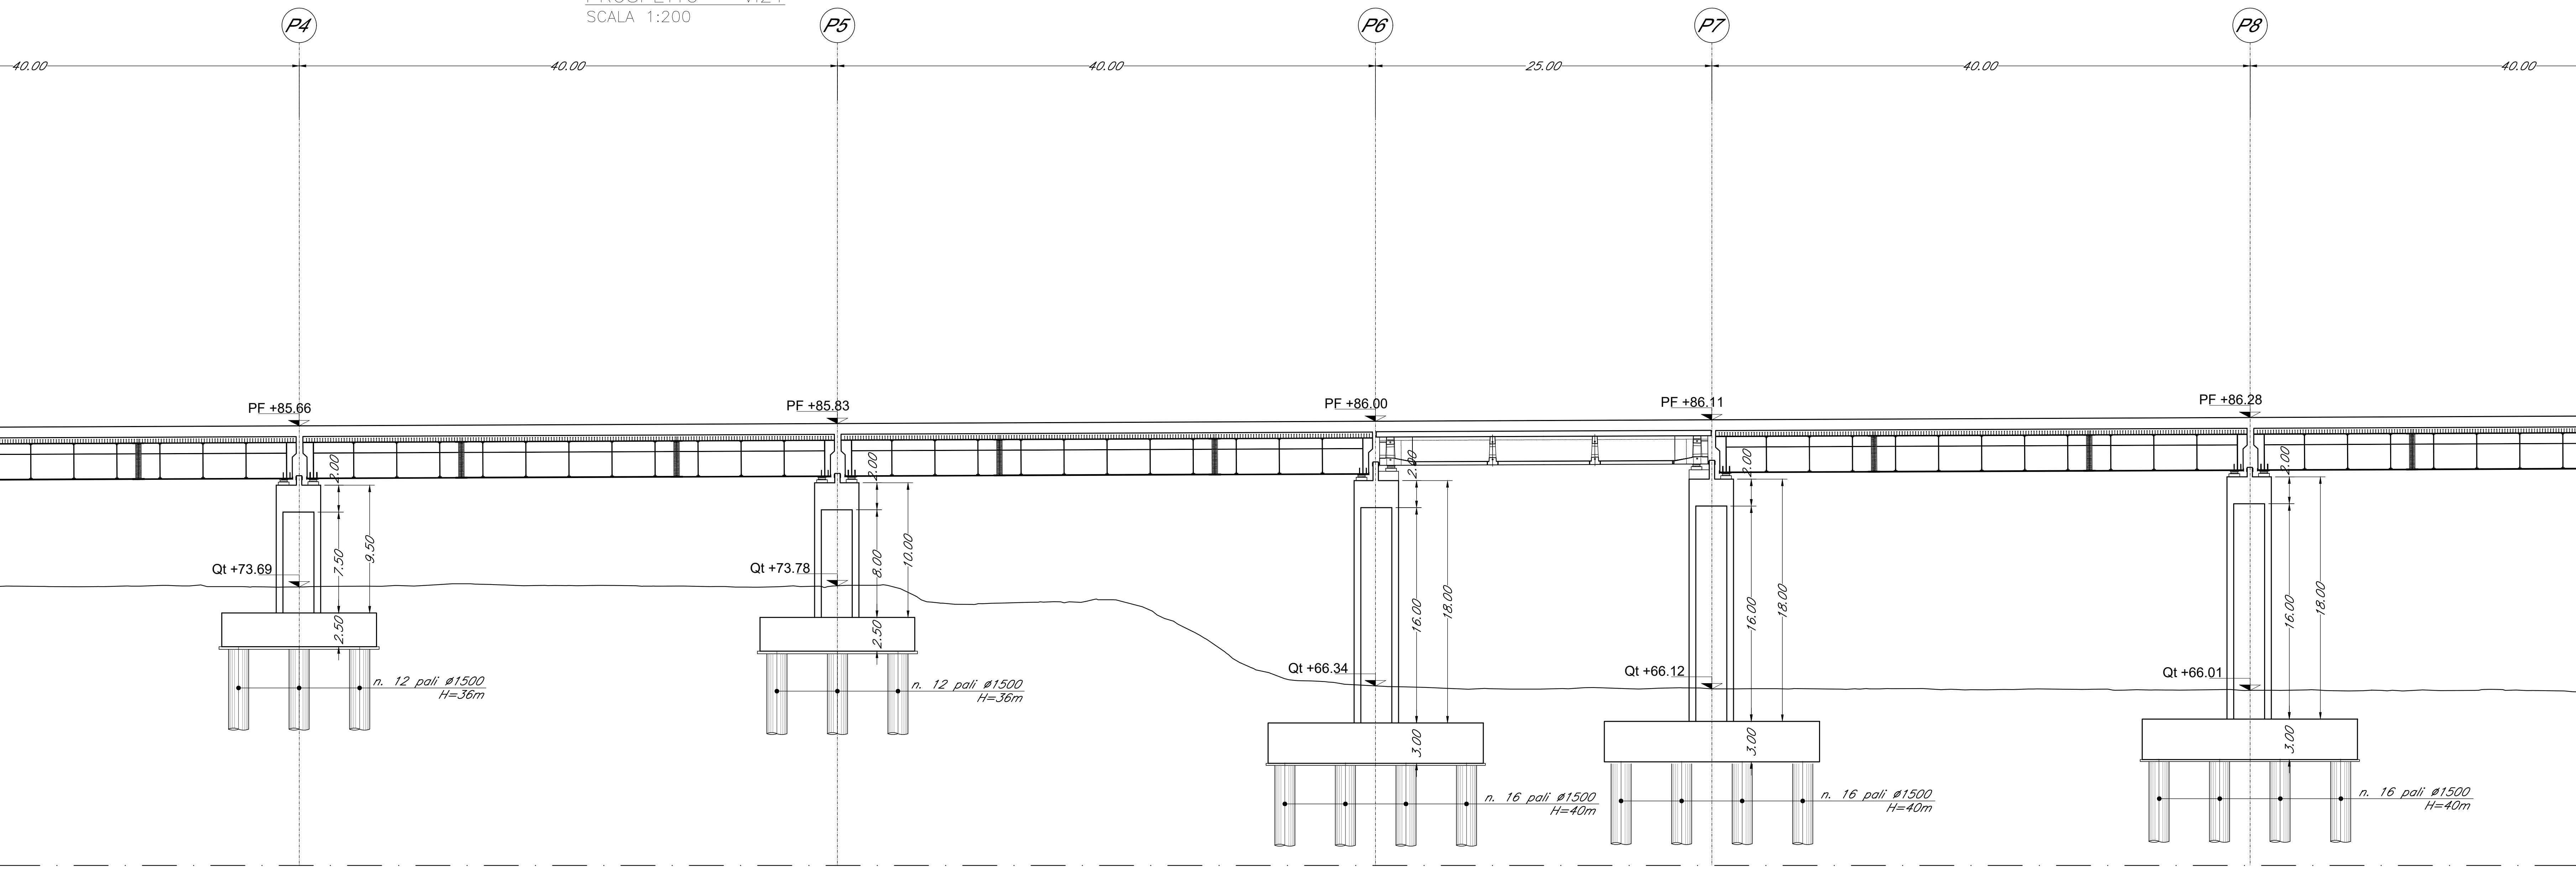 SCALA 1:200
P4 P5 P6 P7 P8
40.00 40.00 40.00 25.00 40.00 40.00
PF +85.66 PF +85.83 PF +86.00 PF +86.11 PF +86.28
2.00 2.00 2.00 2.00 2.00
7.50 9.50 8.00 10.00 16.00 18.00 16.00 18.00 16.00 18.00
Qt +73.69 Qt +73.78 Qt +66.34 Qt +66.12 Qt +66.01
2.50 2.50 3.00 3.00 3.00
n. 12 pali ø1500
H=36m
n. 12 pali ø1500
H=36m
n. 16 pali ø1500
H=40m
n. 16 pali ø1500
H=40m
n. 16 pali ø1500
H=40m